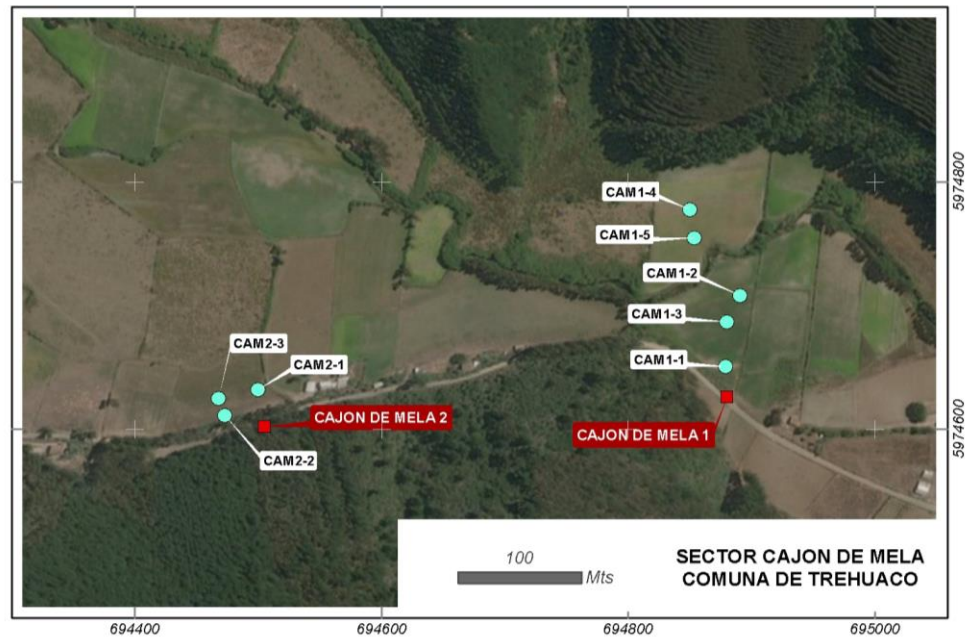 CAM1-4
5974800
CAM1-5
CAM1-2
CAM1-3
CAM2-3
CAM2-1
CAM1-1
CAJON DE MELA 2
CAJON DE MELA 1
5974600
CAM2-2
100
Mts
SECTOR CAJON DE MELA
COMUNA DE TREHUACO
694400
694600
694800
695000